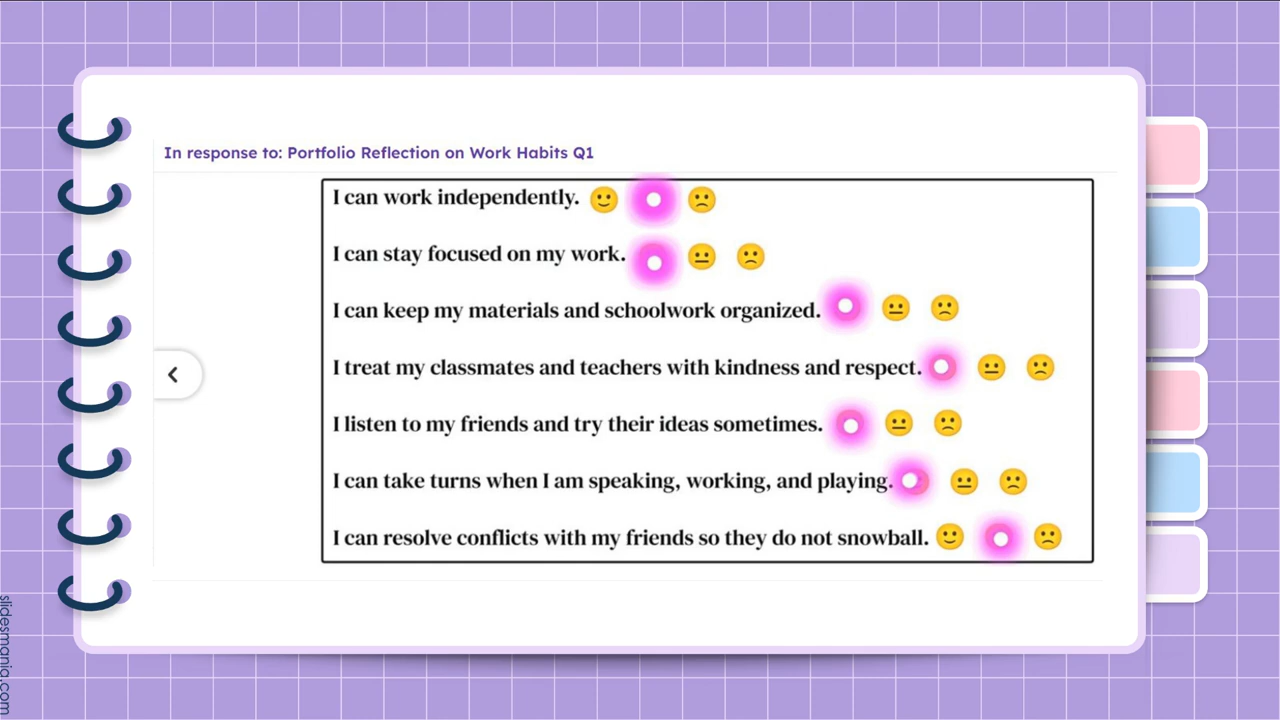 In response to: Portfolio Reflection on Work Habits Q1
I can work independently.
I can stay focused on my work.
I can keep my materials and schoolwork organized.
I treat my classmates and teachers with kindness and respect.
I listen to my friends and try their ideas sometimes.
I can take turns when I am speaking, working, and playing.
I can resolve conflicts with my friends so they do not snowball.
slidesmania.com